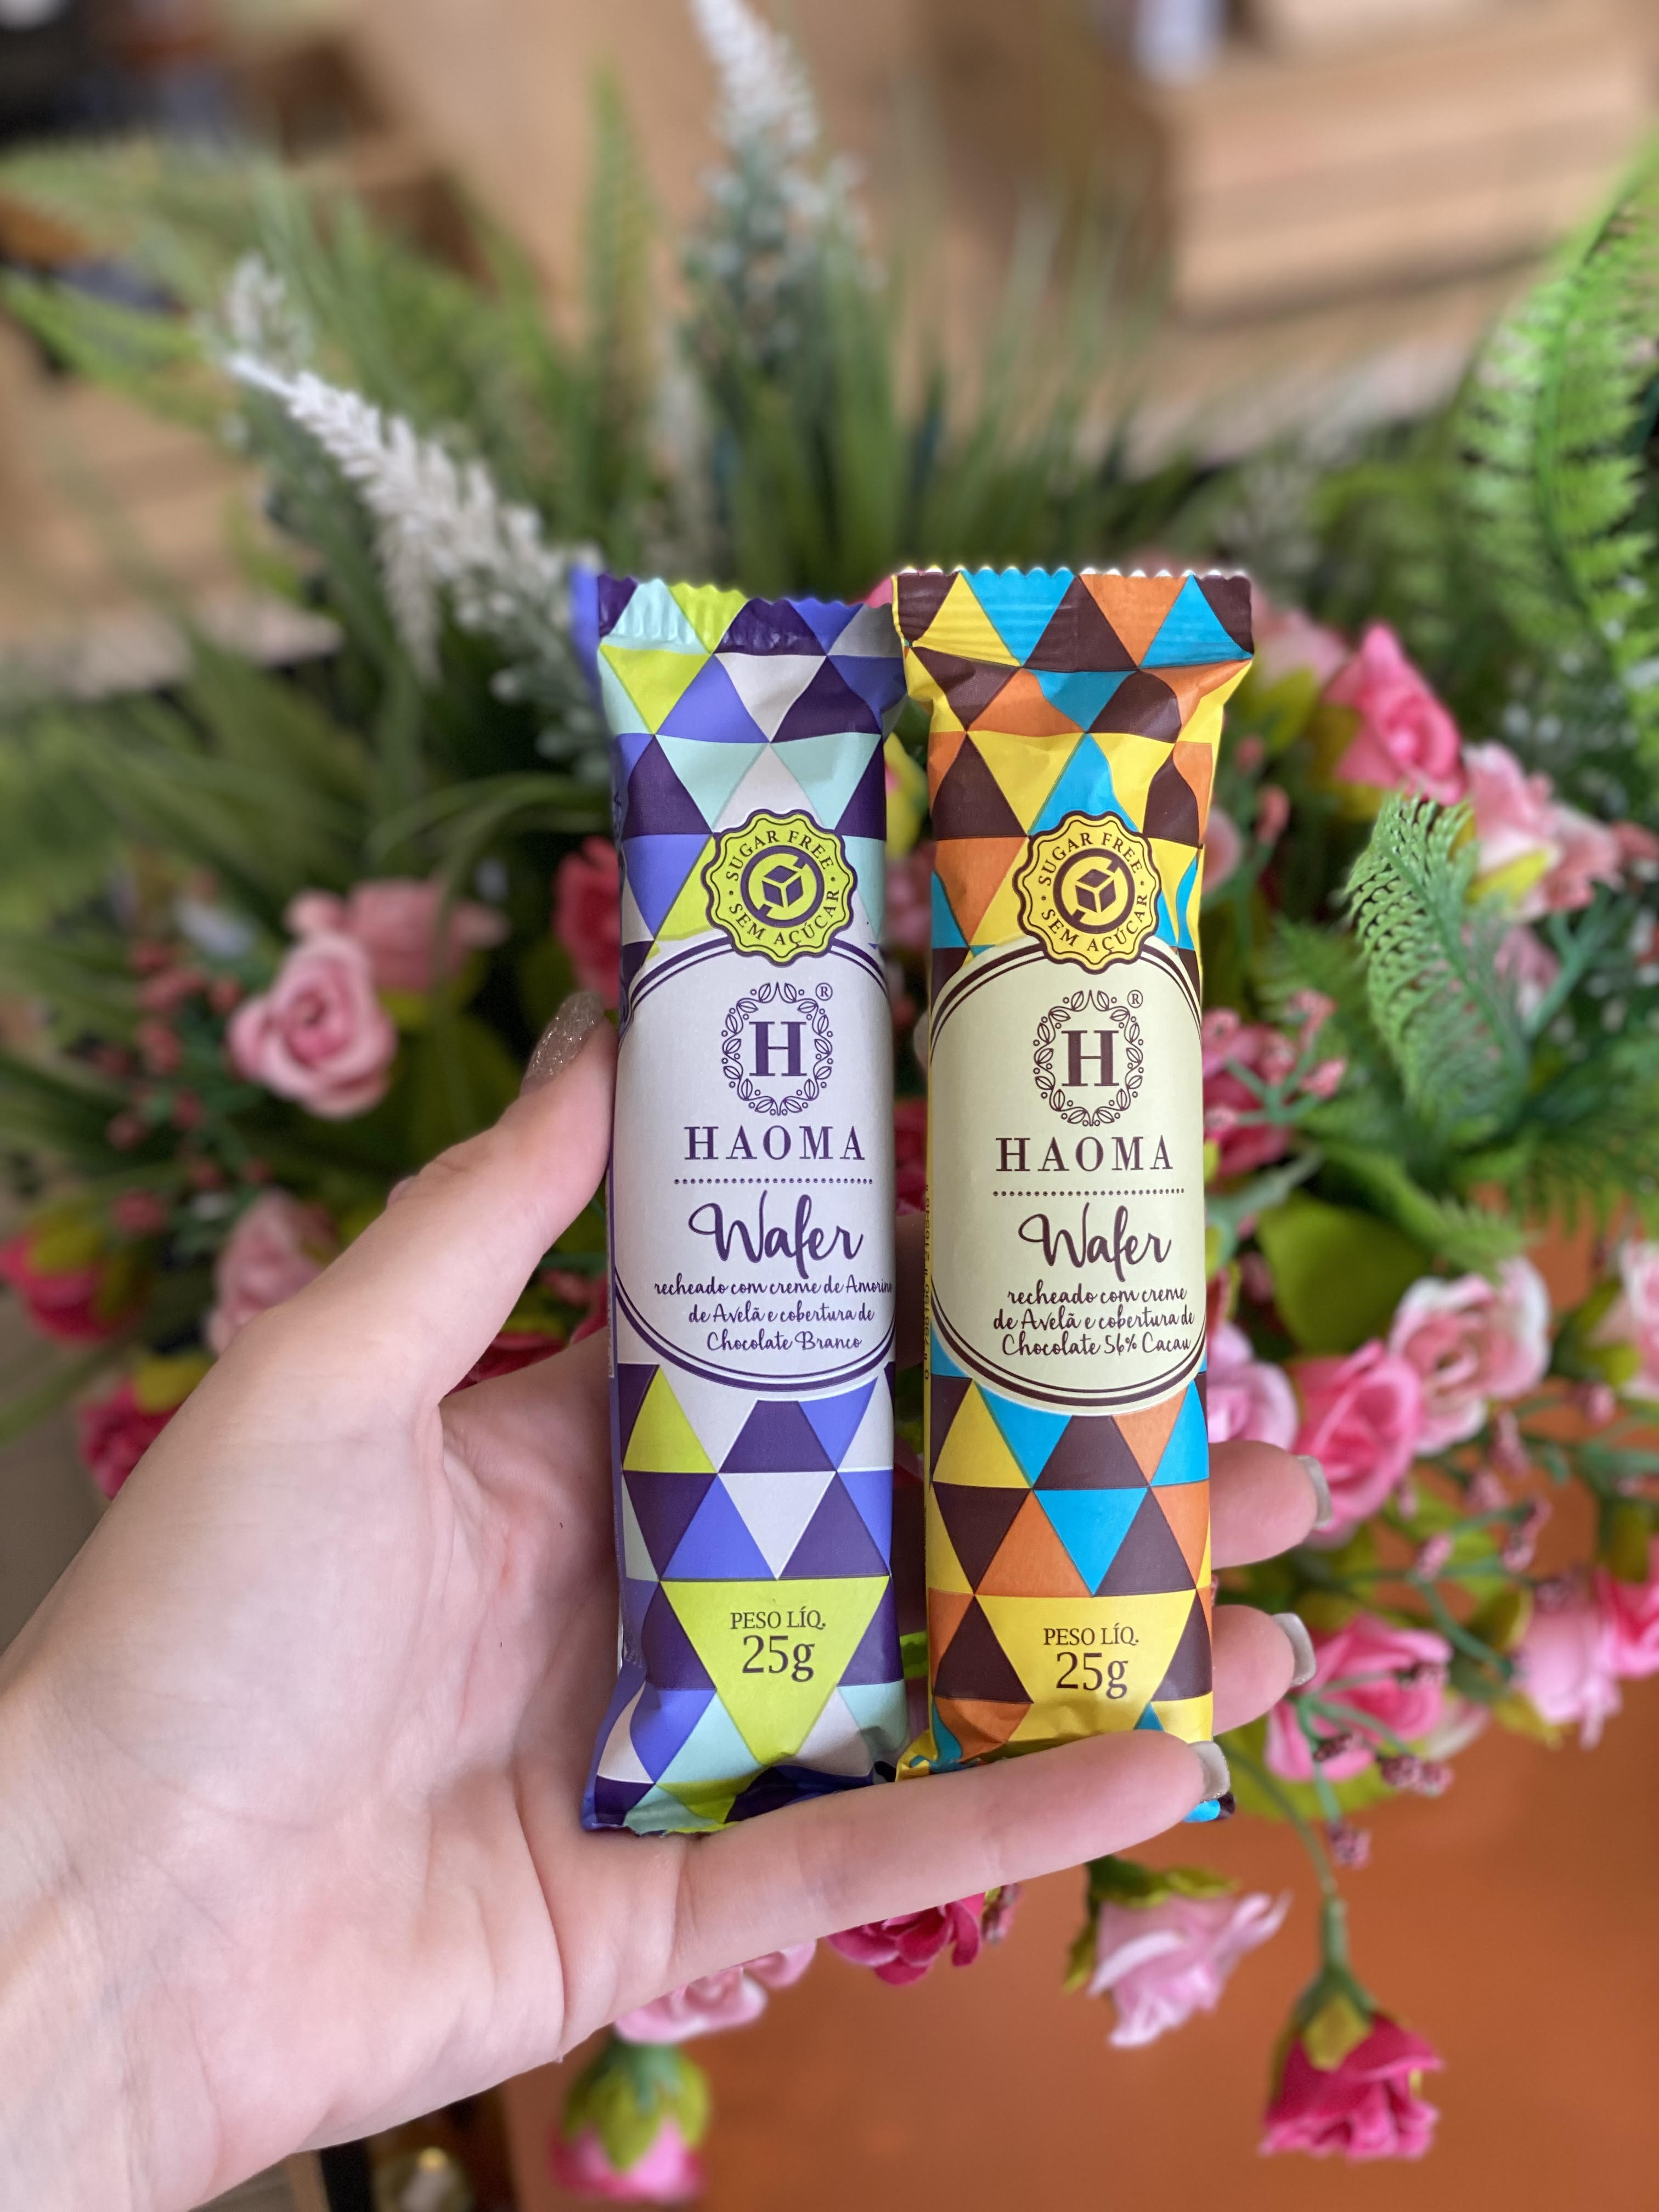 SUGAR FREE
SEM AÇÚCAR
H ®
HAOMA
Wafer
recheado com creme de Amorino
de Avelã e cobertura de
Chocolate Branco
PESO LÍQ.
25g
SUGAR FREE
SEM AÇÚCAR
H ®
HAOMA
Wafer
recheado com creme
de Avelã e cobertura de
Chocolate 56% Cacau
PESO LÍQ.
25g